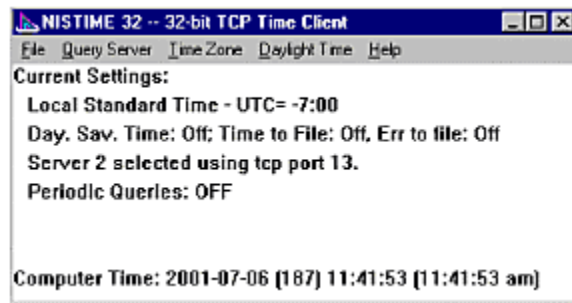 NISTIME 32 -- 32-bit TCP Time Client
File Query Server Time Zone Daylight Time Help
Current Settings:
Local Standard Time - UTC= -7:00
Day. Sav. Time: Off; Time to File: Off, Err to file: Off
Server 2 selected using tcp port 13.
Periodic Queries: OFF
Computer Time: 2001-07-06 (187) 11:41:53 (11:41:53 am)